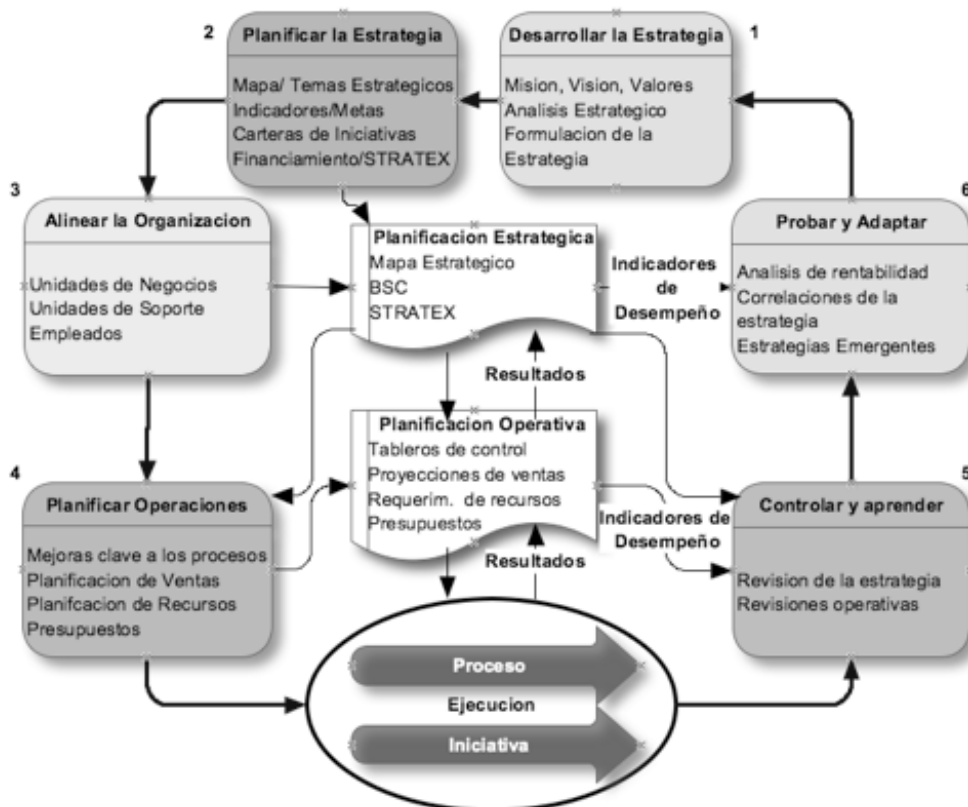 2
Planificar la Estrategia
Mapa/ Temas Estrategicos
Indicadores/Metas
Carteras de Iniciativas
Financiamiento/STRATEX
Desarrollar la Estrategia
1
Mision, Vision, Valores
Analisis Estrategico
Formulacion de la
Estrategia
3
Alinear la Organizacion
Unidades de Negocios
Unidades de Soporte
Empleados
Planificacion Estrategica
Mapa Estrategico
BSC
STRATEX
Indicadores
de
Desempeño
6
Probar y Adaptar
Analisis de rentabilidad
Correlaciones de la
estrategia
Estrategias Emergentes
Resultados
4
Planificar Operaciones
Mejoras clave a los procesos
Planificacion de Ventas
Planifcacion de Recursos
Presupuestos
Planificacion Operativa
Tableros de control
Proyecciones de ventas
Requerim. de recursos
Presupuestos
Indicadores de
Desempeño
5
Controlar y aprender
Revision de la estrategia
Revisiones operativas
Resultados
Proceso
Ejecucion
Iniciativa